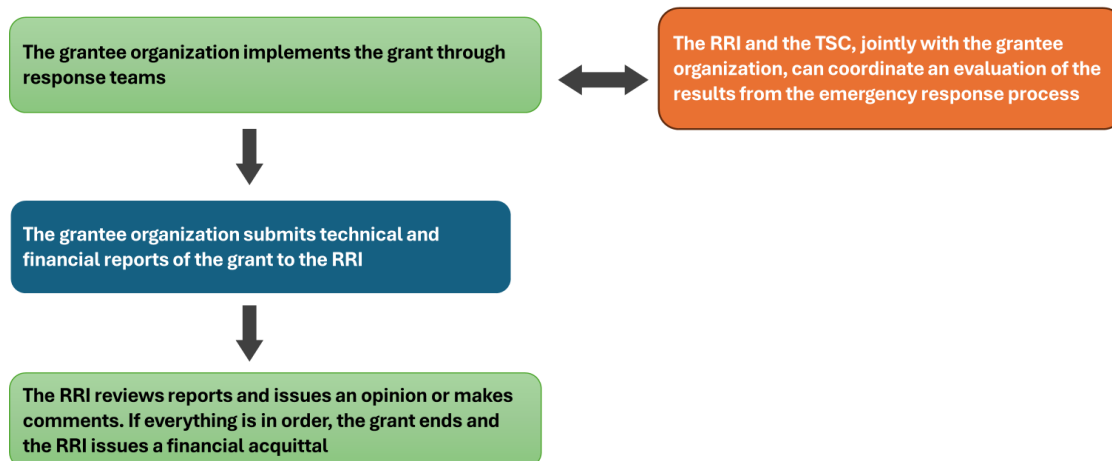 The grantee organization implements the grant through
response teams
The RRI and the TSC, jointly with the grantee
organization, can coordinate an evaluation of the
results from the emergency response process
The grantee organization submits technical and
financial reports of the grant to the RRI
The RRI reviews reports and issues an opinion or makes
comments. If everything is in order, the grant ends and
the RRI issues a financial acquittal